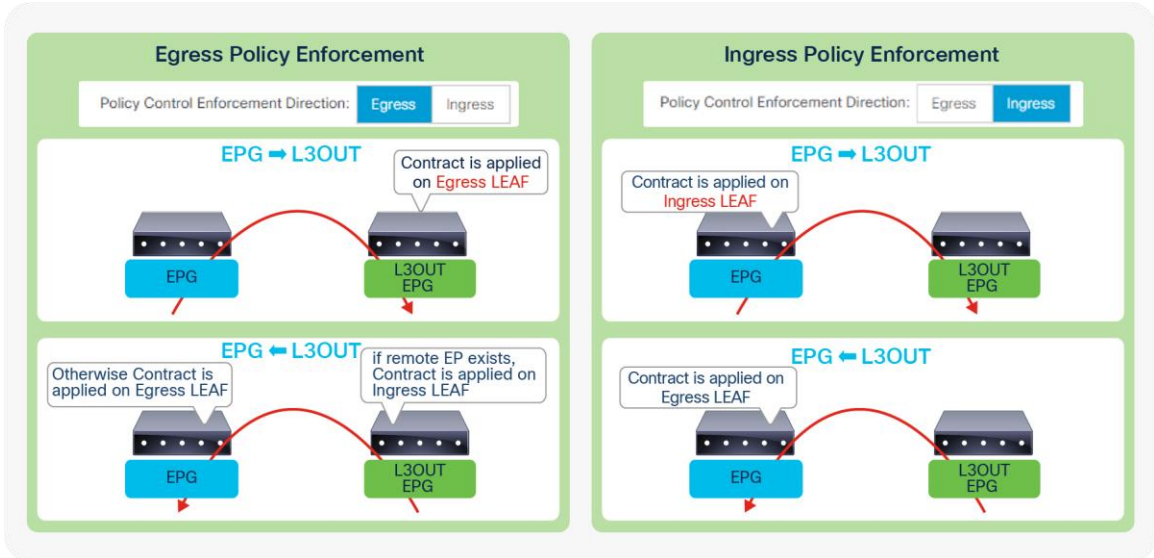 Egress Policy Enforcement
Policy Control Enforcement Direction: Egress Ingress
EPG ➡ L3OUT
Contract is applied
on Egress LEAF
EPG
L3OUT
EPG
EPG ⬅ L3OUT
Otherwise Contract is
applied on Egress LEAF
if remote EP exists,
Contract is applied on
Ingress LEAF
EPG
L3OUT
EPG
Ingress Policy Enforcement
Policy Control Enforcement Direction: Egress Ingress
EPG ➡ L3OUT
Contract is applied on
Ingress LEAF
EPG
L3OUT
EPG
EPG ⬅ L3OUT
Contract is applied on
Egress LEAF
EPG
L3OUT
EPG